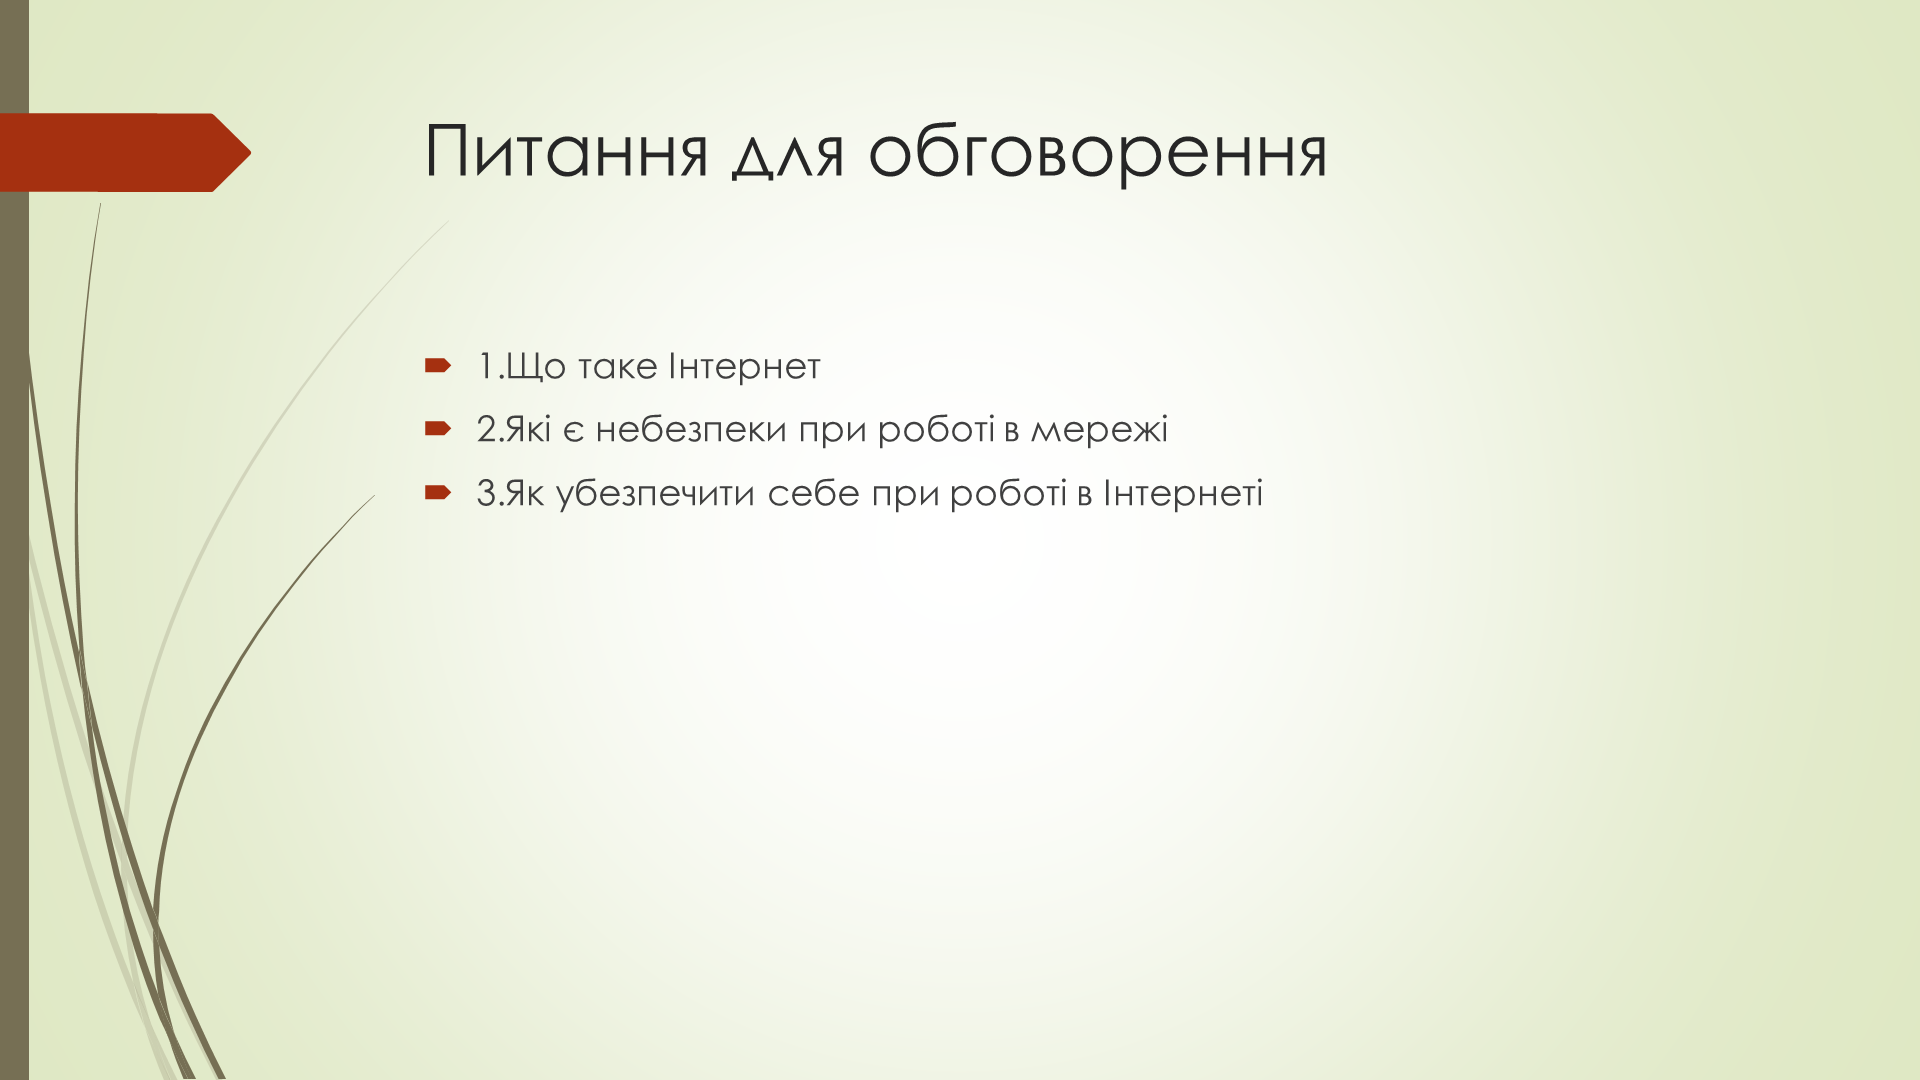 Питання для обговорення
1.Що таке Інтернет
2.Які є небезпеки при роботі в мережі
3.Як убезпечити себе при роботі в Інтернеті